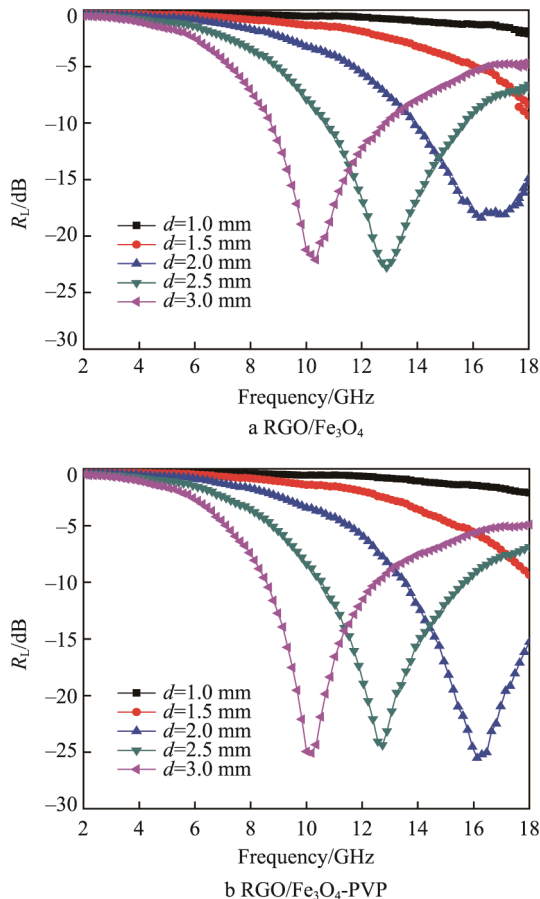 0
−5
−10
−15
−20
−25
−30
R_L/dB
d=1.0 mm
d=1.5 mm
d=2.0 mm
d=2.5 mm
d=3.0 mm
2 4 6 8 10 12 14 16 18
Frequency/GHz
a RGO/Fe₃O₄
0
−5
−10
−15
−20
−25
−30
R_L/dB
d=1.0 mm
d=1.5 mm
d=2.0 mm
d=2.5 mm
d=3.0 mm
2 4 6 8 10 12 14 16 18
Frequency/GHz
b RGO/Fe₃O₄-PVP